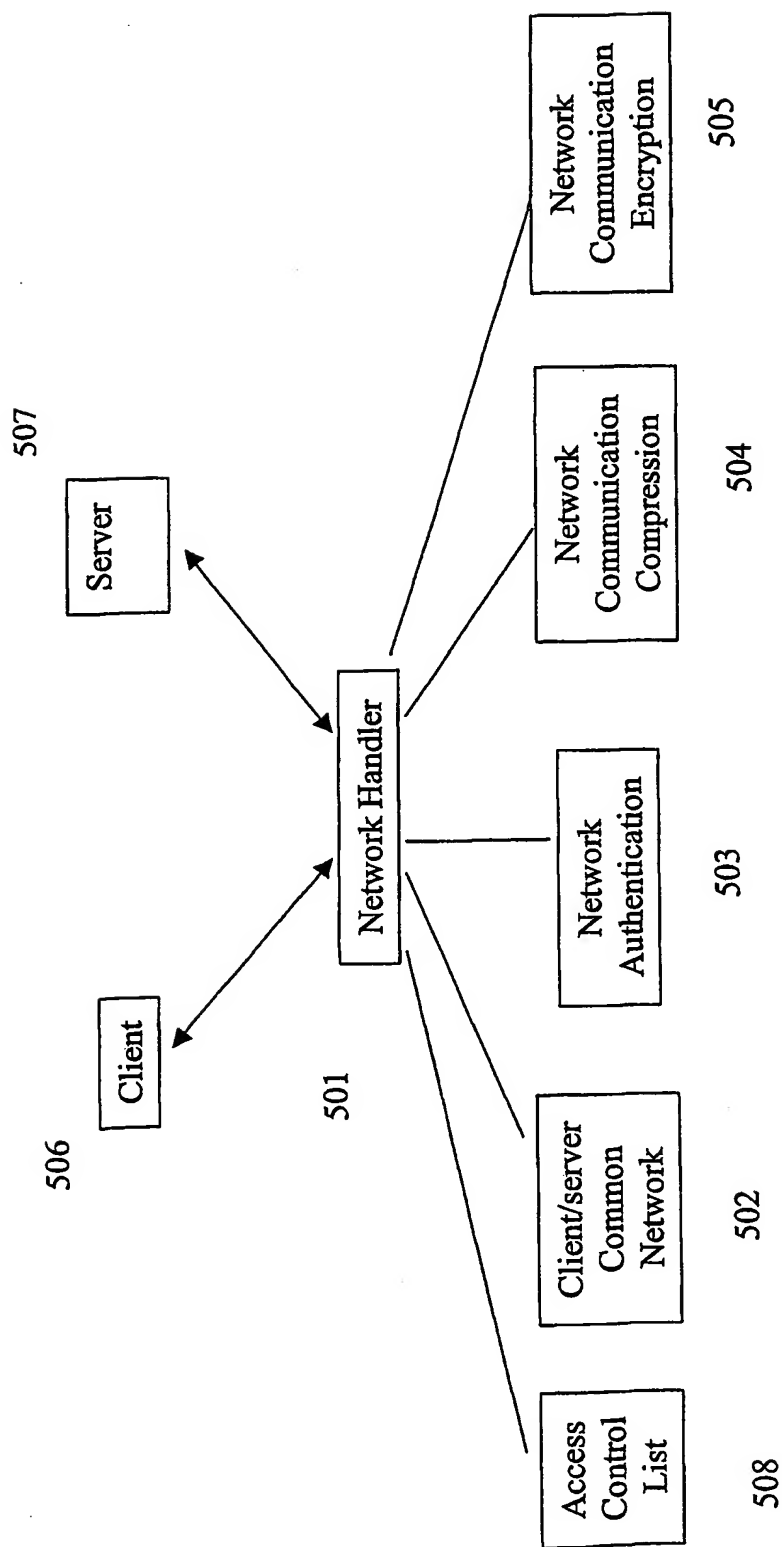 507
Server
506
Client
501
Network Handler
Access
Control
List
508
Client/server
Common
Network
502
Network
Authentication
503
Network
Communication
Compression
504
Network
Communication
Encryption
505